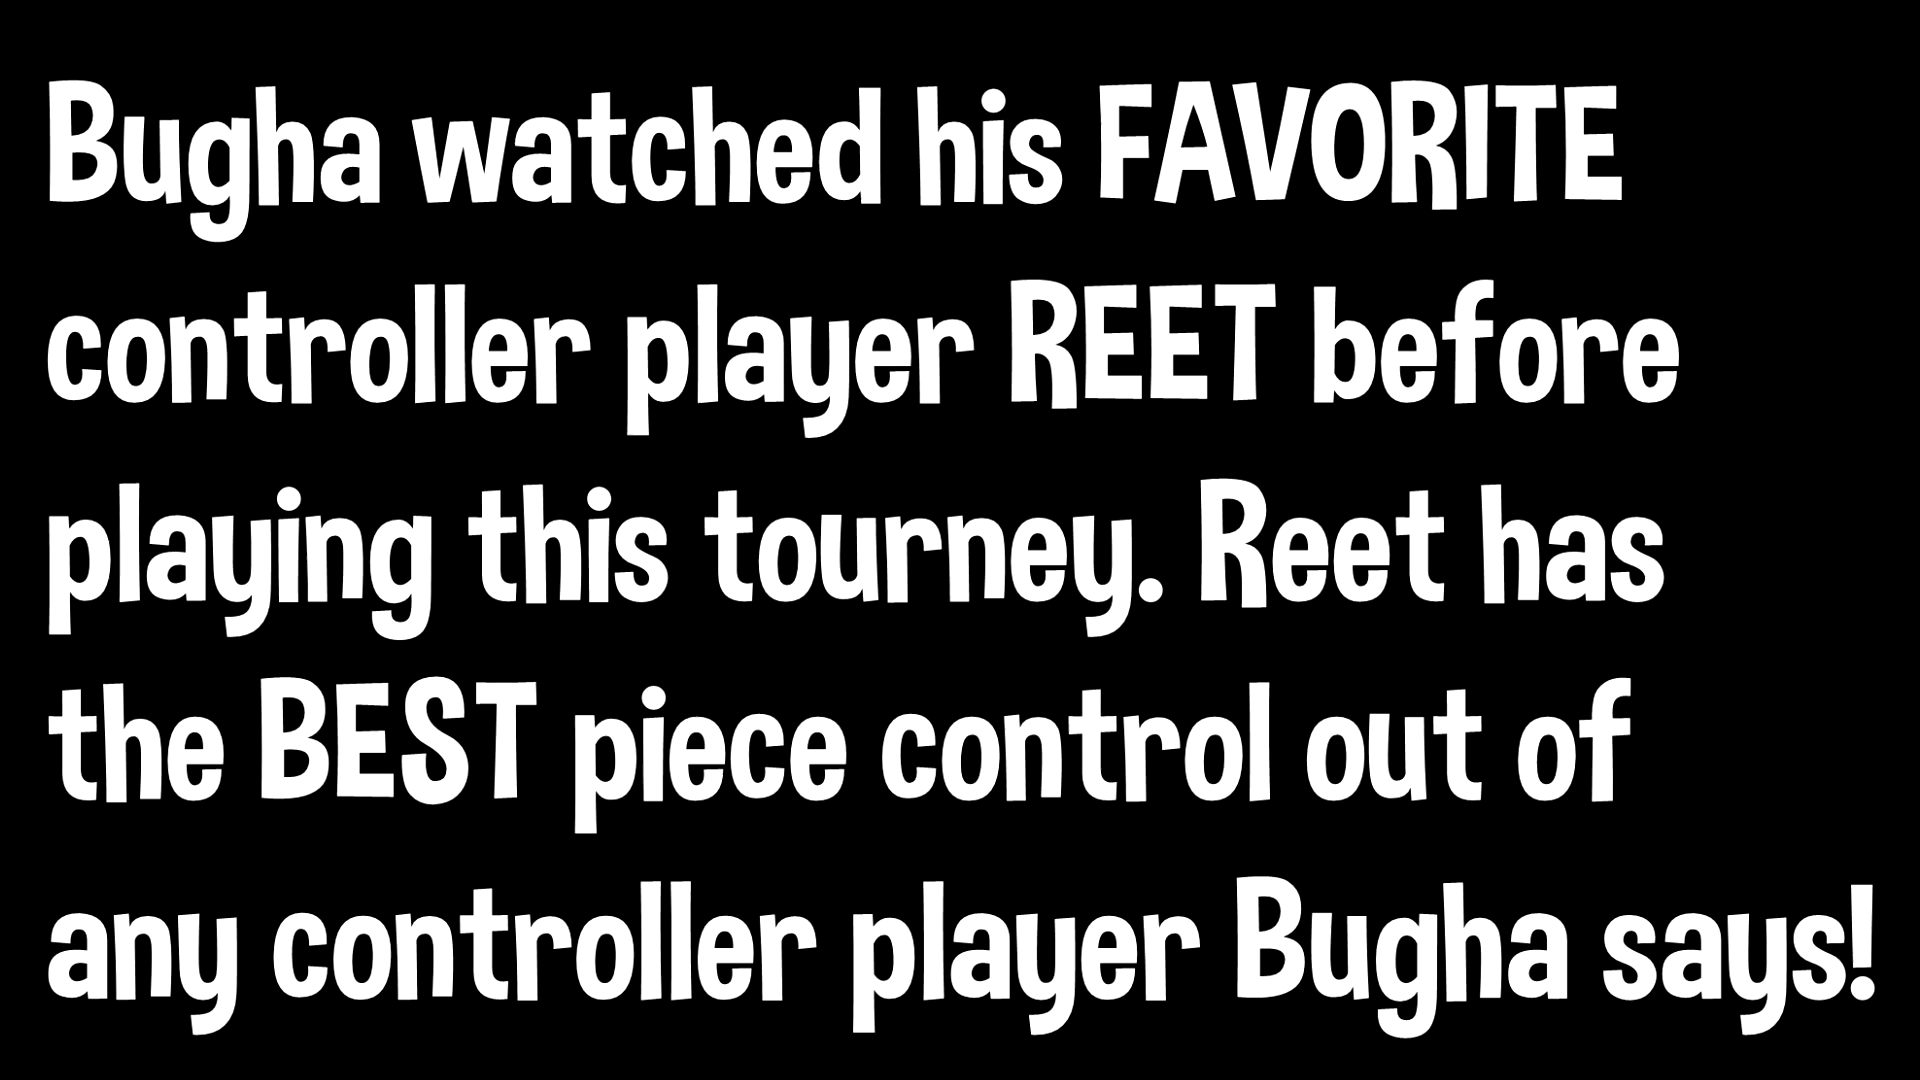 Bugha watched his FAVORITE
controller player REET before
playing this tourney. Reet has
the BEST piece control out of
any controller player Bugha says!